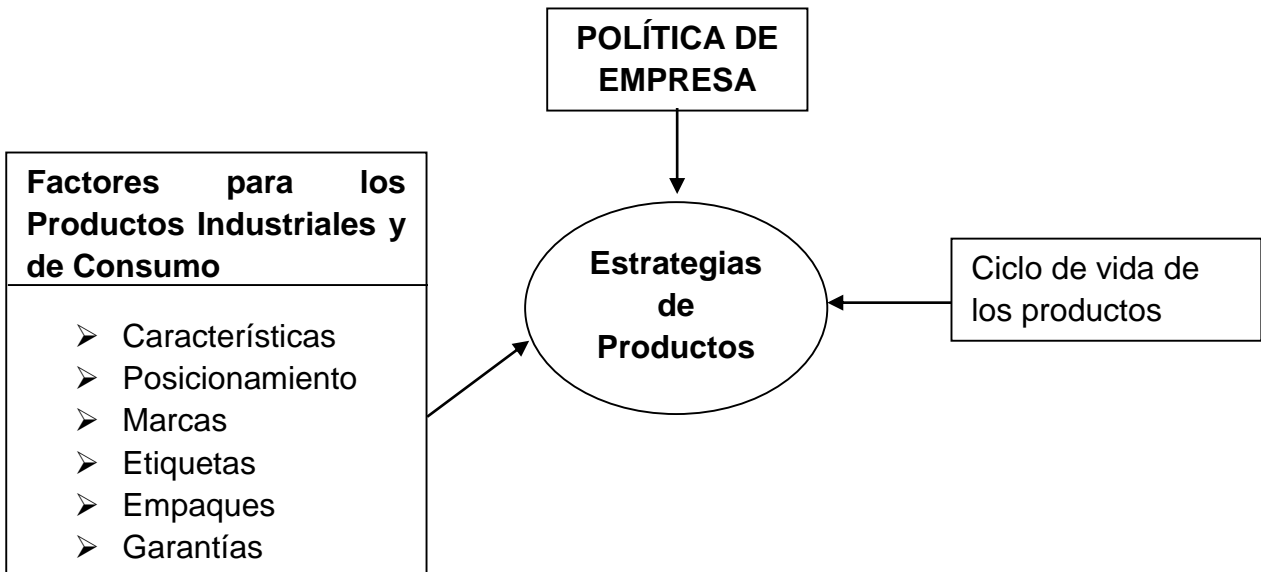 POLÍTICA DE
EMPRESA
Factores para los
Productos Industriales y
de Consumo
➢ Características
➢ Posicionamiento
➢ Marcas
➢ Etiquetas
➢ Empaques
➢ Garantías
Estrategias
de
Productos
Ciclo de vida de
los productos